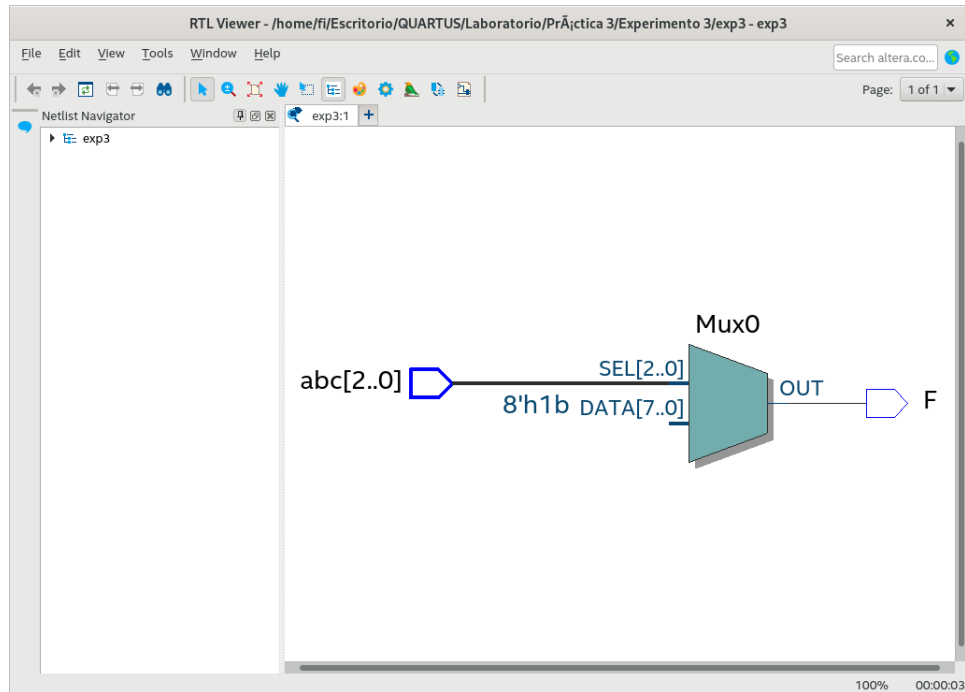 RTL Viewer - /home/fi/Escritorio/QUARTUS/Laboratorio/PrÃ¡ctica 3/Experimento 3/exp3 - exp3
File Edit View Tools Window Help
Search altera.co...
Page: 1 of 1
Netlist Navigator
exp3:1
exp3
Mux0
abc[2..0]
SEL[2..0]
OUT
F
8'h1b DATA[7..0]
100% 00:00:03